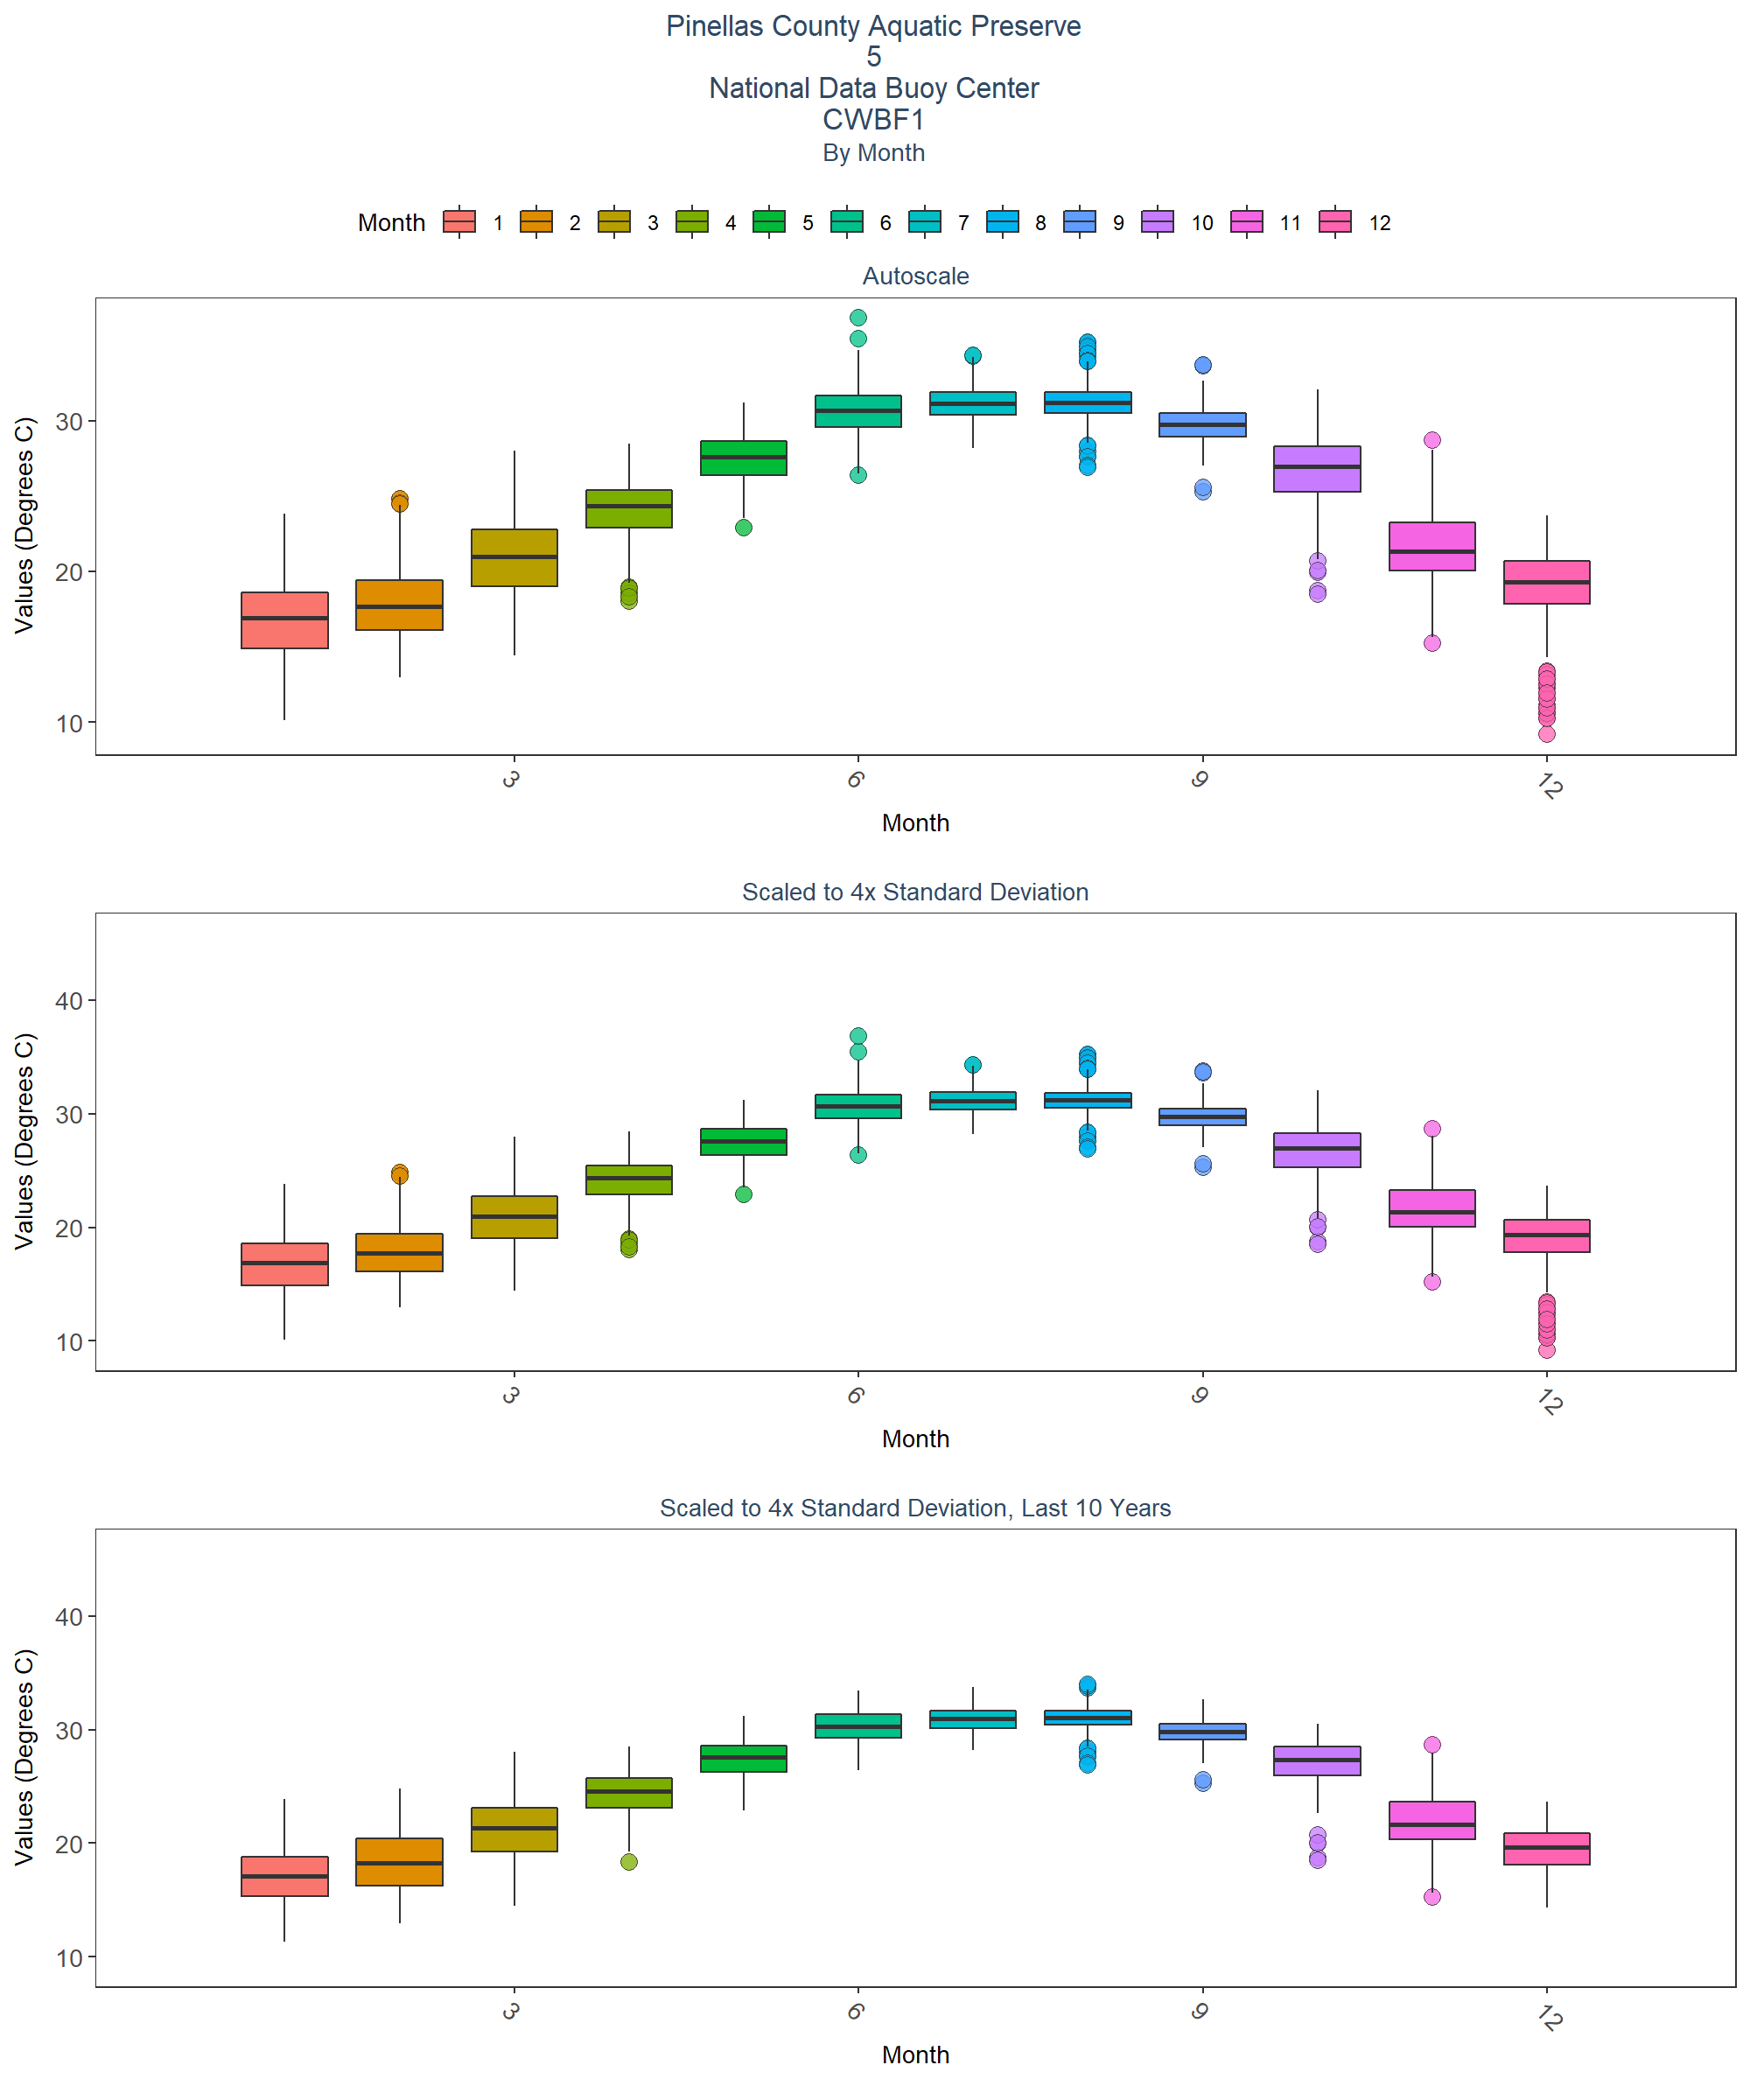 Pinellas County Aquatic Preserve
5
National Data Buoy Center
CWBF1
By Month
Month 1 2 3 4 5 6 7 8 9 10 11 12
Autoscale
Values (Degrees C)
30
20
10
3 6 9 12
Month
Scaled to 4x Standard Deviation
Values (Degrees C)
40
30
20
10
3 6 9 12
Month
Scaled to 4x Standard Deviation, Last 10 Years
Values (Degrees C)
40
30
20
10
3 6 9 12
Month